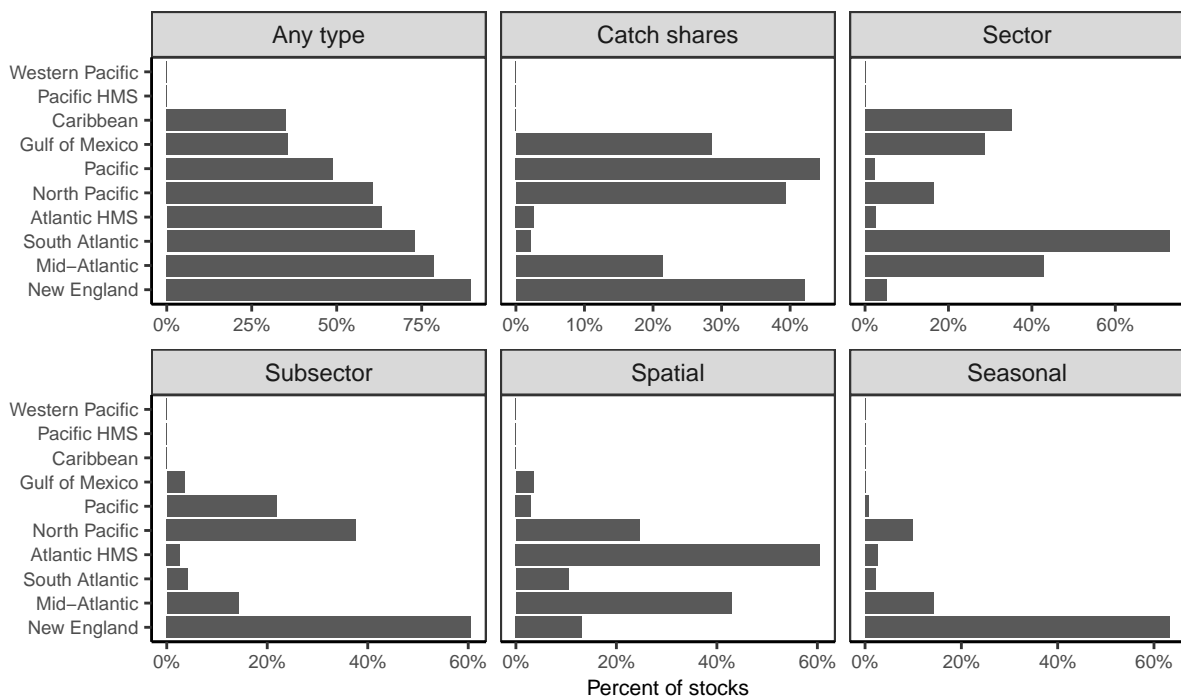 Any type
Catch shares
Sector
Western Pacific
Pacific HMS
Caribbean
Gulf of Mexico
Pacific
North Pacific
Atlantic HMS
South Atlantic
Mid−Atlantic
New England
0% 25% 50% 75%
0% 10% 20% 30% 40%
0% 20% 40% 60%
Subsector
Spatial
Seasonal
Western Pacific
Pacific HMS
Caribbean
Gulf of Mexico
Pacific
North Pacific
Atlantic HMS
South Atlantic
Mid−Atlantic
New England
0% 20% 40% 60%
0% 20% 40% 60%
0% 20% 40% 60%
Percent of stocks